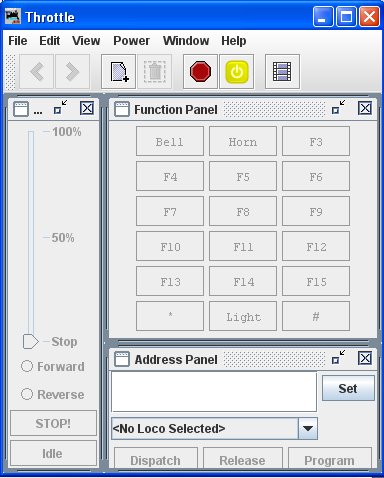 Throttle
File Edit View Power Window Help
...
100%
50%
Stop
Forward
Reverse
STOP!
Idle
Function Panel
Bell Horn F3
F4 F5 F6
F7 F8 F9
F10 F11 F12
F13 F14 F15
* Light #
Address Panel
Set
<No Loco Selected>
Dispatch Release Program